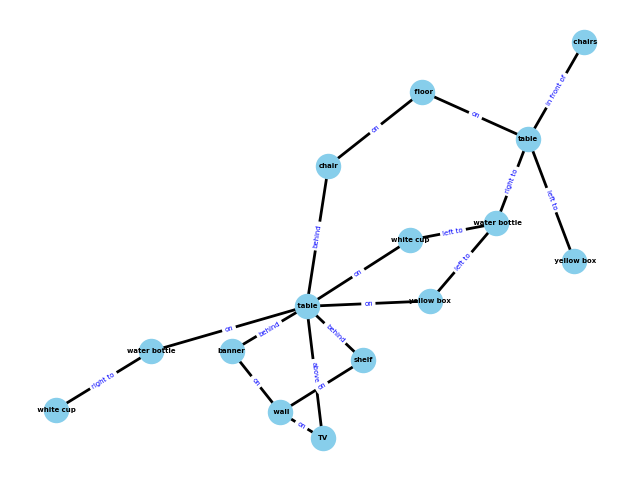 chairs
in front of
floor
on
on
table
chair
right to
left to
behind
white cup
left to
water bottle
on
left to
yellow box
table
on
yellow box
on
behind
behind
water bottle
banner
above
shelf
right to
on
on
white cup
wall
on
TV